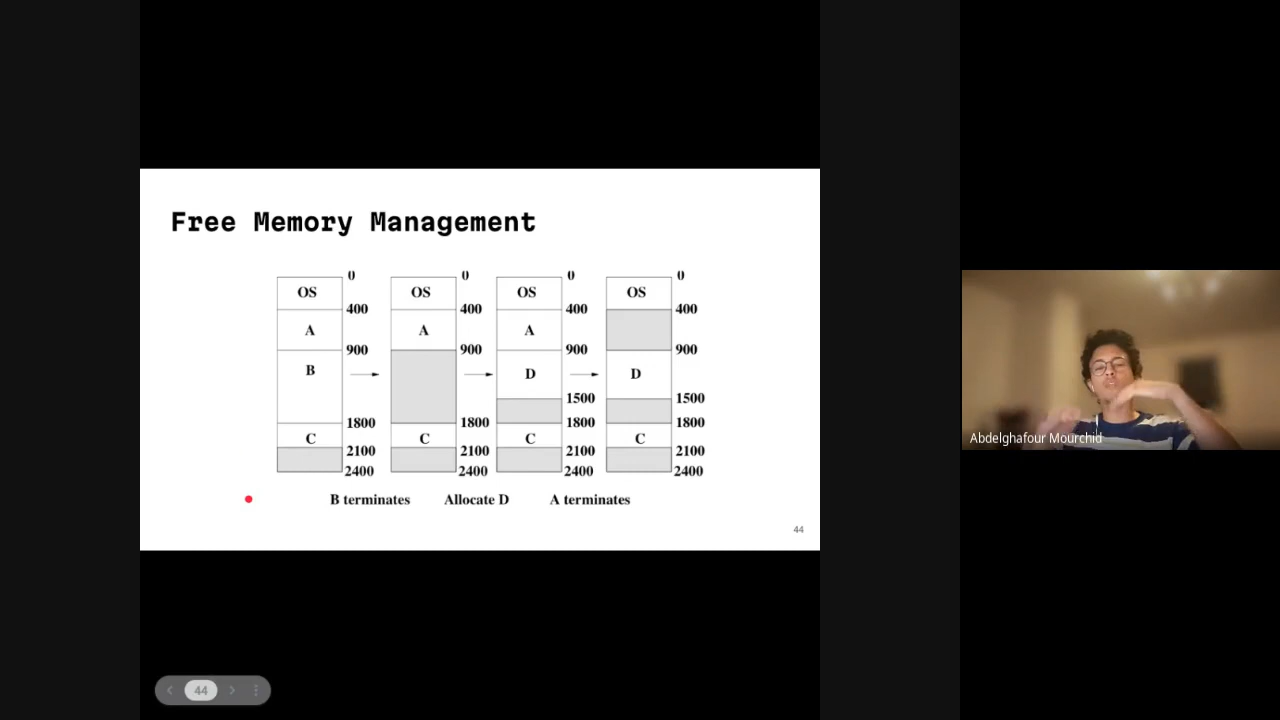 Free Memory Management
0 0 0 0
OS OS OS OS
400 400 400 400
A A A
900 900 900 900
B D D
1500 1500
1800 1800 1800 1800
C C C C
2100 2100 2100 2100
2400 2400 2400 2400
B terminates Allocate D A terminates
44
44
Abdelghafour Mourchid